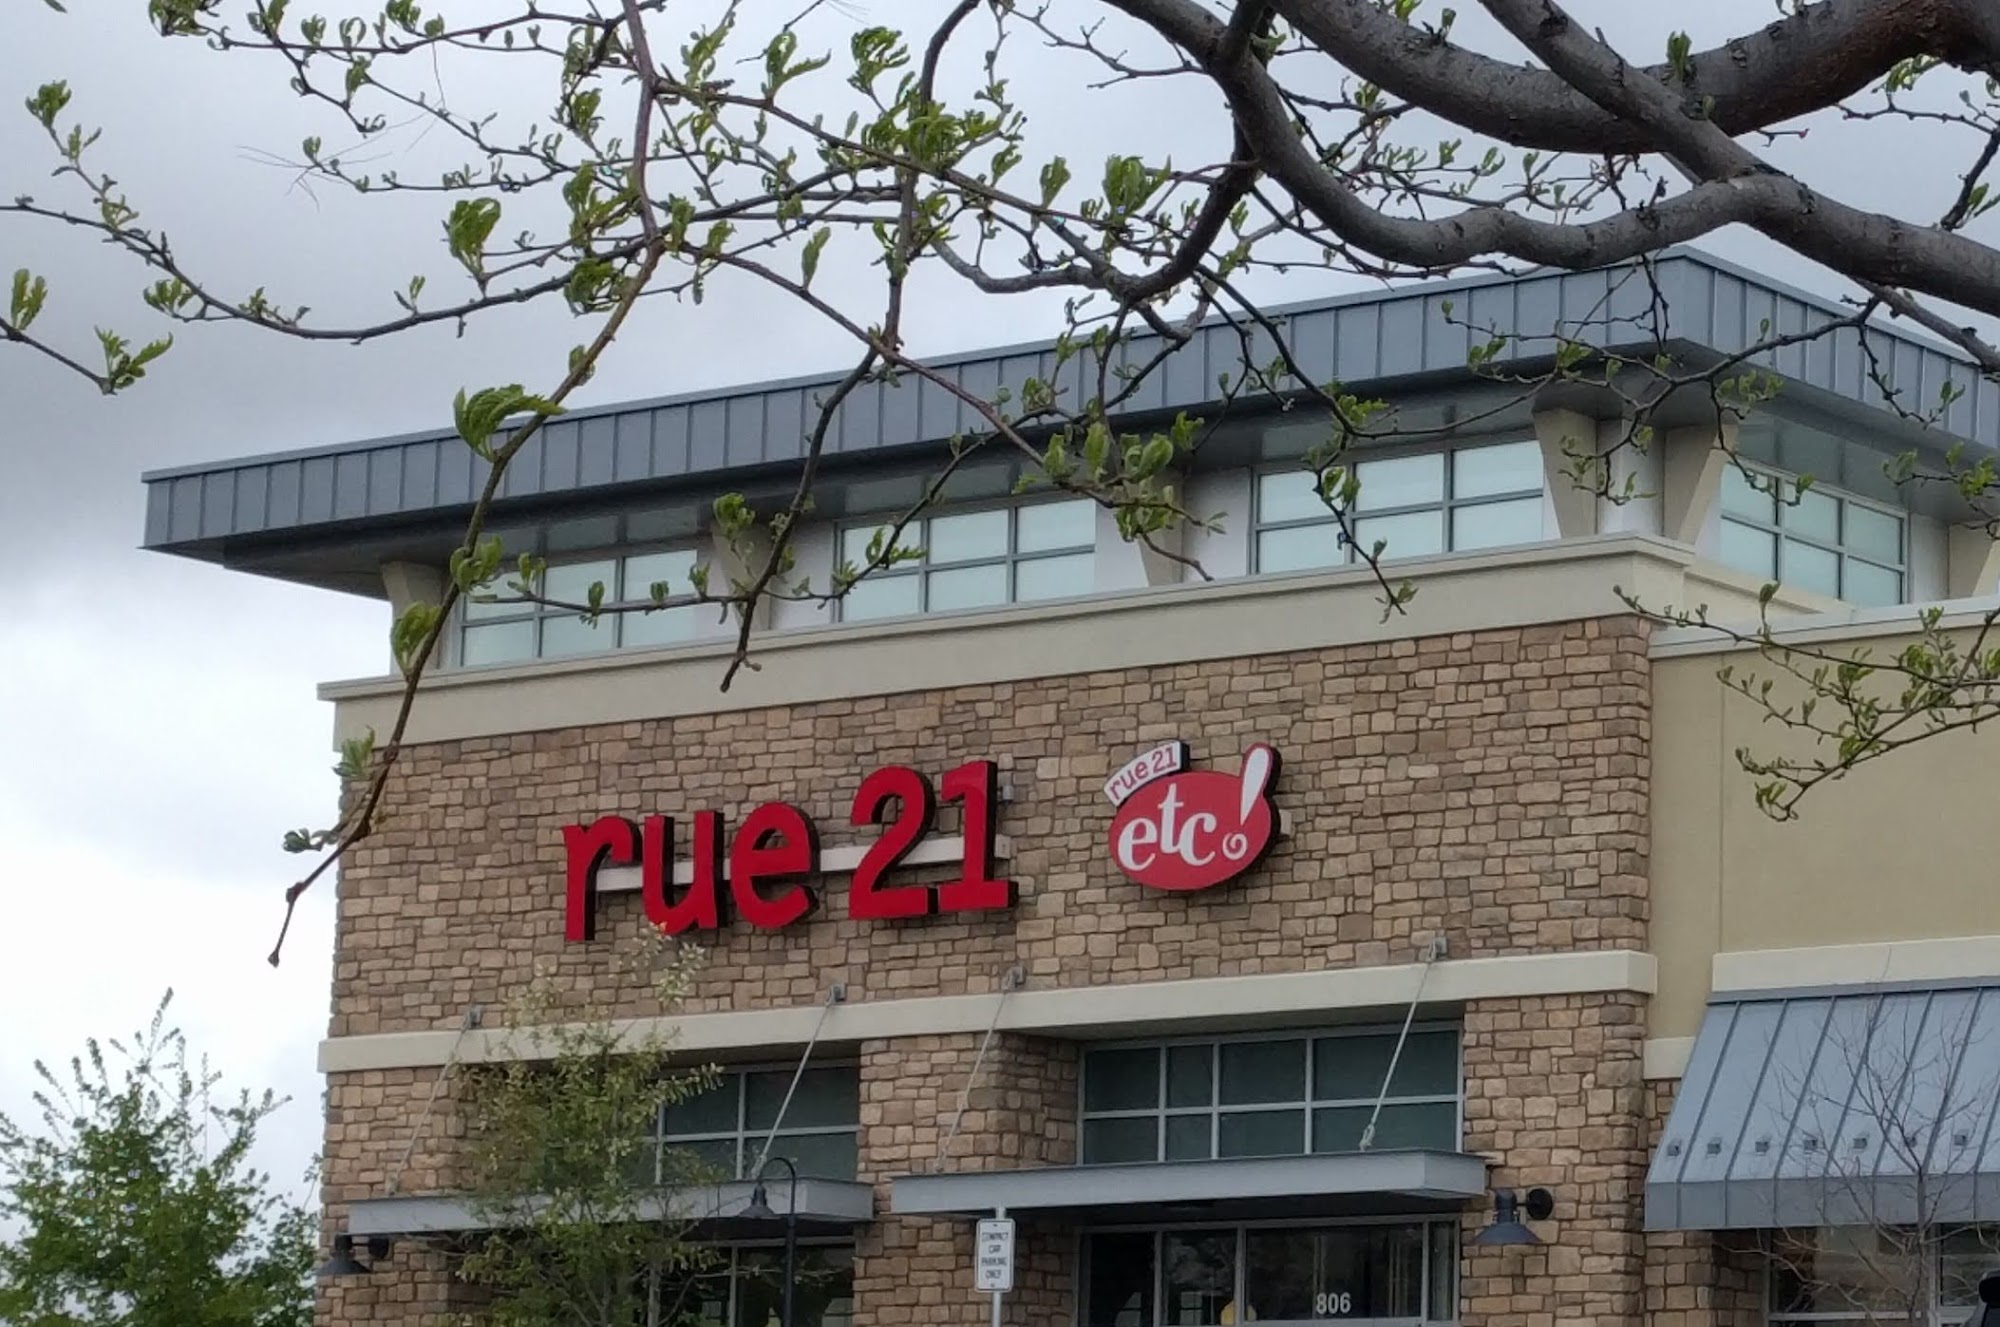 rue 21
rue 21
etc!
COMPACT
CAR
PARKING
ONLY
806